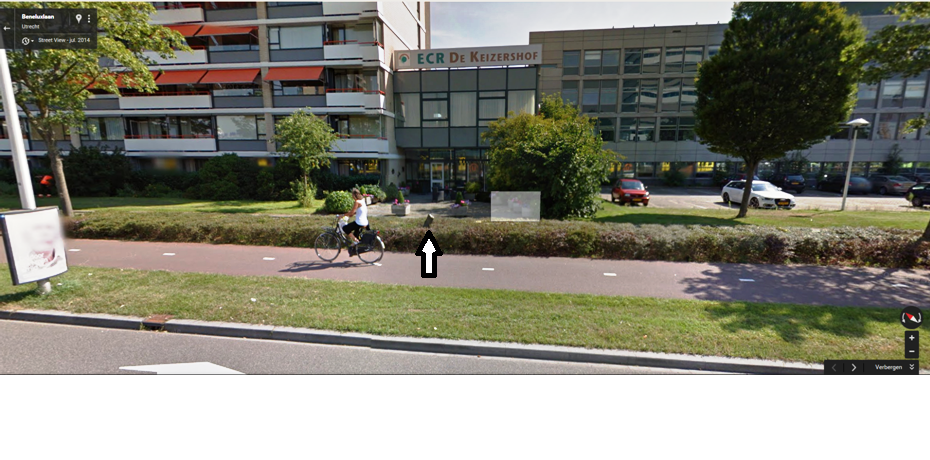 Beneluxlaan
Utrecht
Street View - jul. 2014
ECR DE KEIZERSHOF
Verbergen